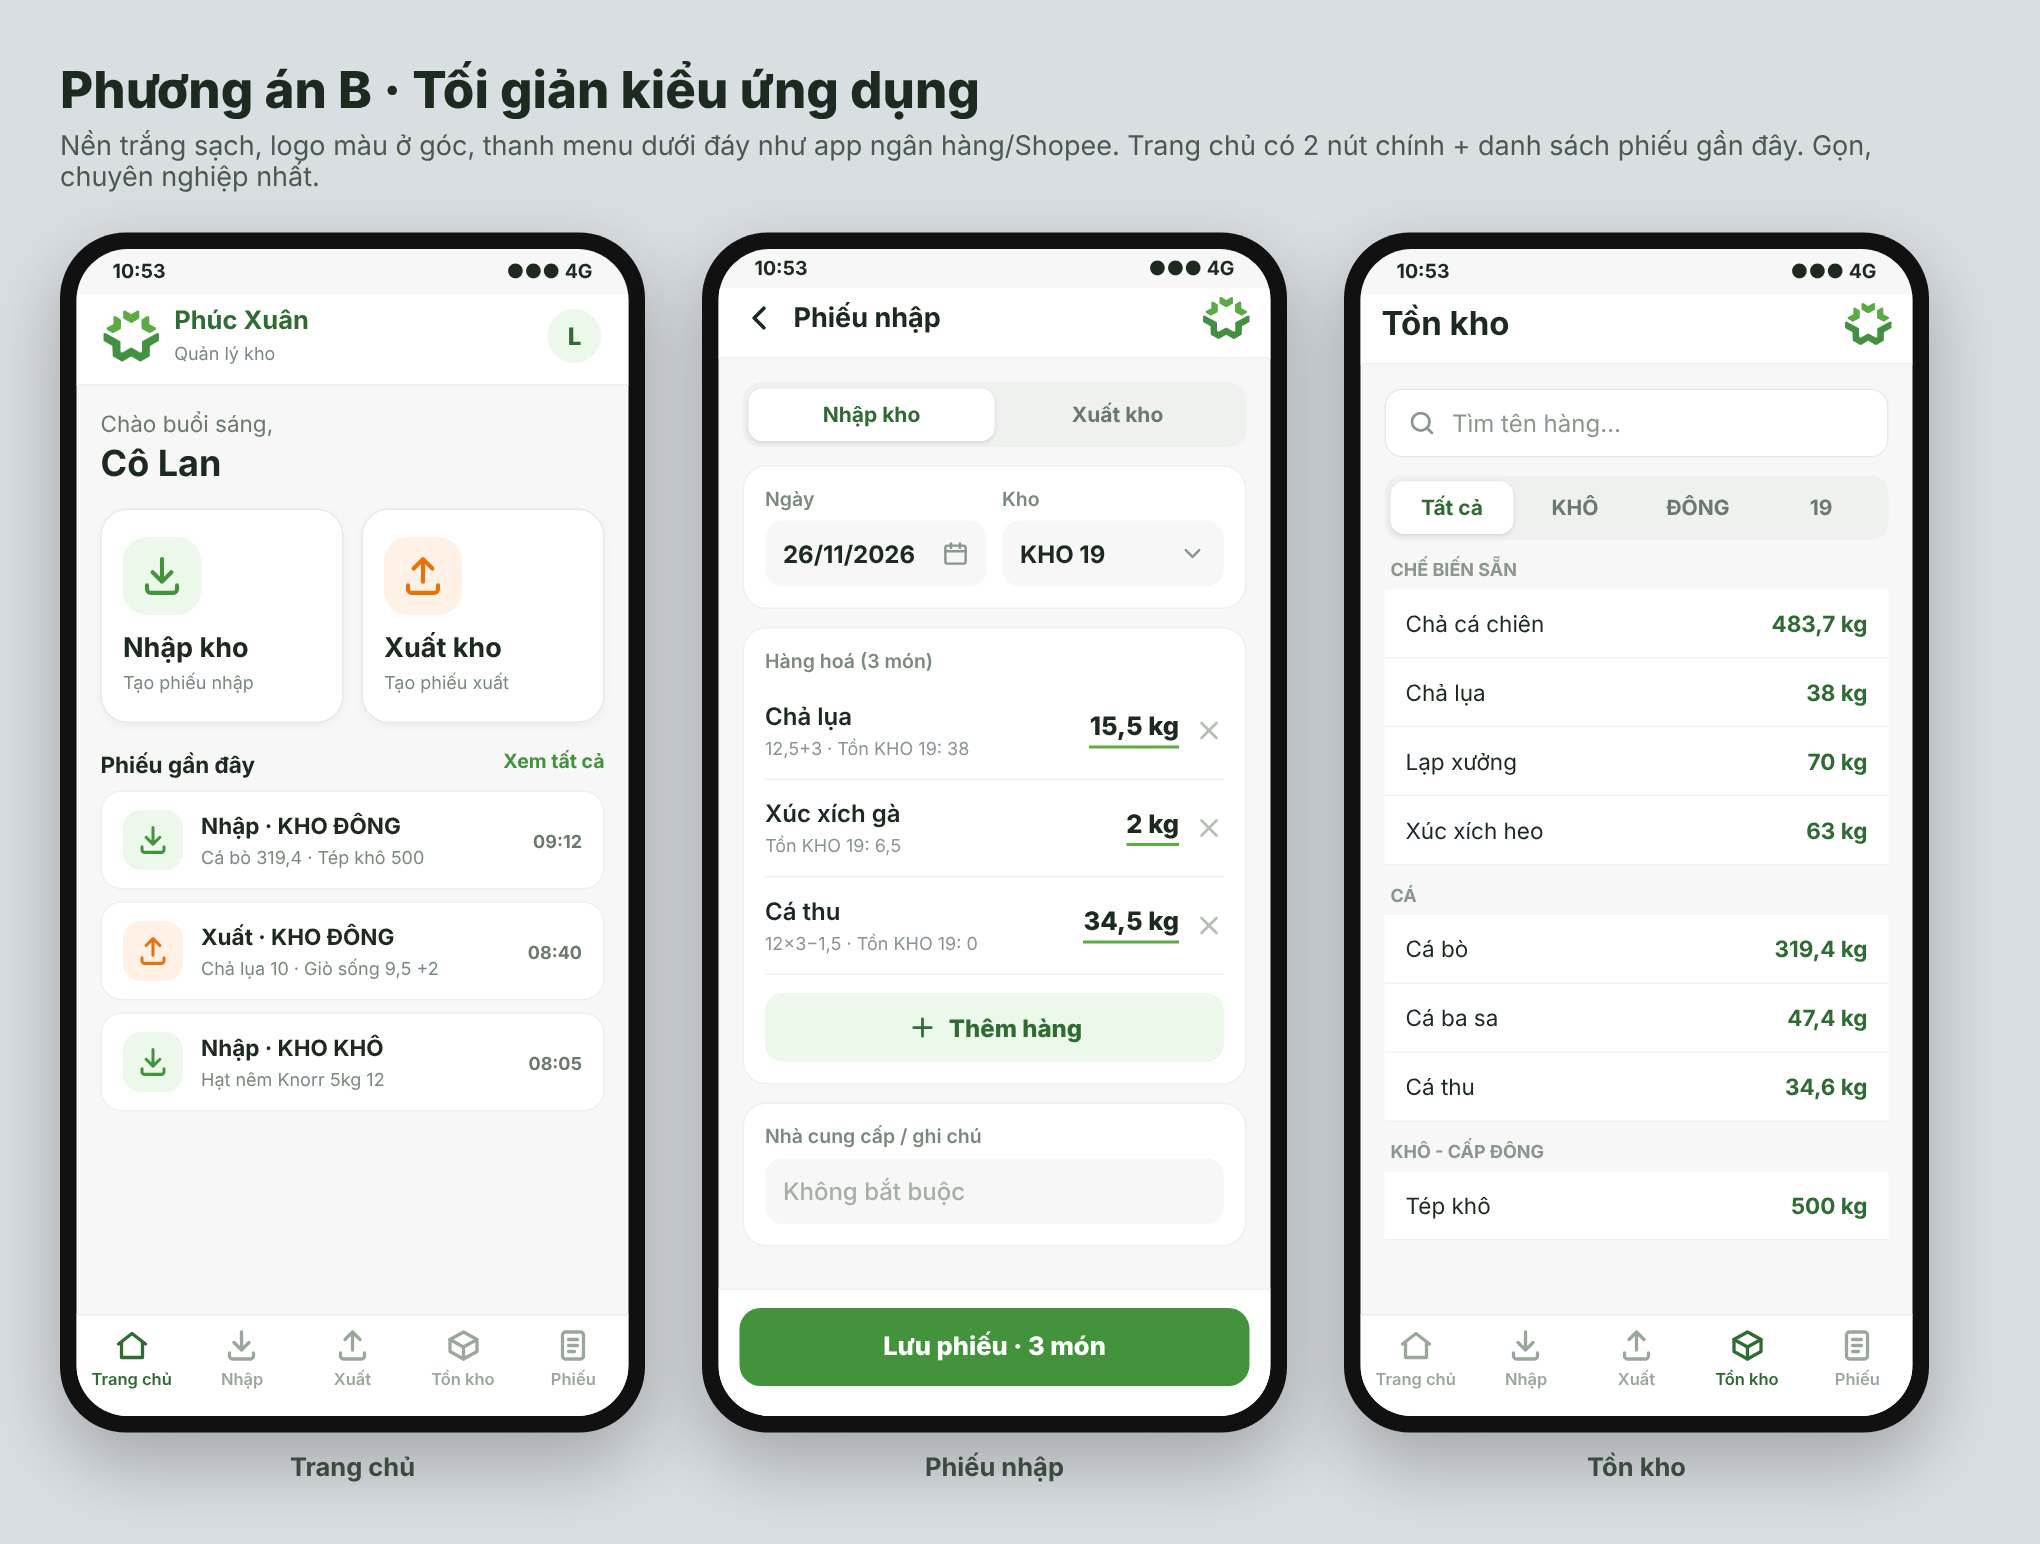 Phương án B · Tối giản kiểu ứng dụng
Nền trắng sạch, logo màu ở góc, thanh menu dưới đáy như app ngân hàng/Shopee. Trang chủ có 2 nút chính + danh sách phiếu gần đây. Gọn,
chuyên nghiệp nhất.
10:53
4G
Phúc Xuân
Quản lý kho
L
Chào buổi sáng,
Cô Lan
Nhập kho
Tạo phiếu nhập
Xuất kho
Tạo phiếu xuất
Phiếu gần đây
Xem tất cả
Nhập · KHO ĐÔNG
Cá bò 319,4 · Tép khô 500
09:12
Xuất · KHO ĐÔNG
Chả lụa 10 · Giò sống 9,5 +2
08:40
Nhập · KHO KHÔ
Hạt nêm Knorr 5kg 12
08:05
Trang chủ
Nhập
Xuất
Tồn kho
Phiếu
Trang chủ
10:53
4G
Phiếu nhập
Nhập kho
Xuất kho
Ngày
Kho
26/11/2026
KHO 19
Hàng hoá (3 món)
Chả lụa
12,5+3 · Tồn KHO 19: 38
15,5 kg
Xúc xích gà
Tồn KHO 19: 6,5
2 kg
Cá thu
12×3−1,5 · Tồn KHO 19: 0
34,5 kg
Thêm hàng
Nhà cung cấp / ghi chú
Không bắt buộc
Lưu phiếu · 3 món
Phiếu nhập
10:53
4G
Tồn kho
Tìm tên hàng...
Tất cả
KHÔ
ĐÔNG
19
CHẾ BIẾN SẴN
Chả cá chiên
483,7 kg
Chả lụa
38 kg
Lạp xưởng
70 kg
Xúc xích heo
63 kg
CÁ
Cá bò
319,4 kg
Cá ba sa
47,4 kg
Cá thu
34,6 kg
KHÔ - CẤP ĐÔNG
Tép khô
500 kg
Trang chủ
Nhập
Xuất
Tồn kho
Phiếu
Tồn kho